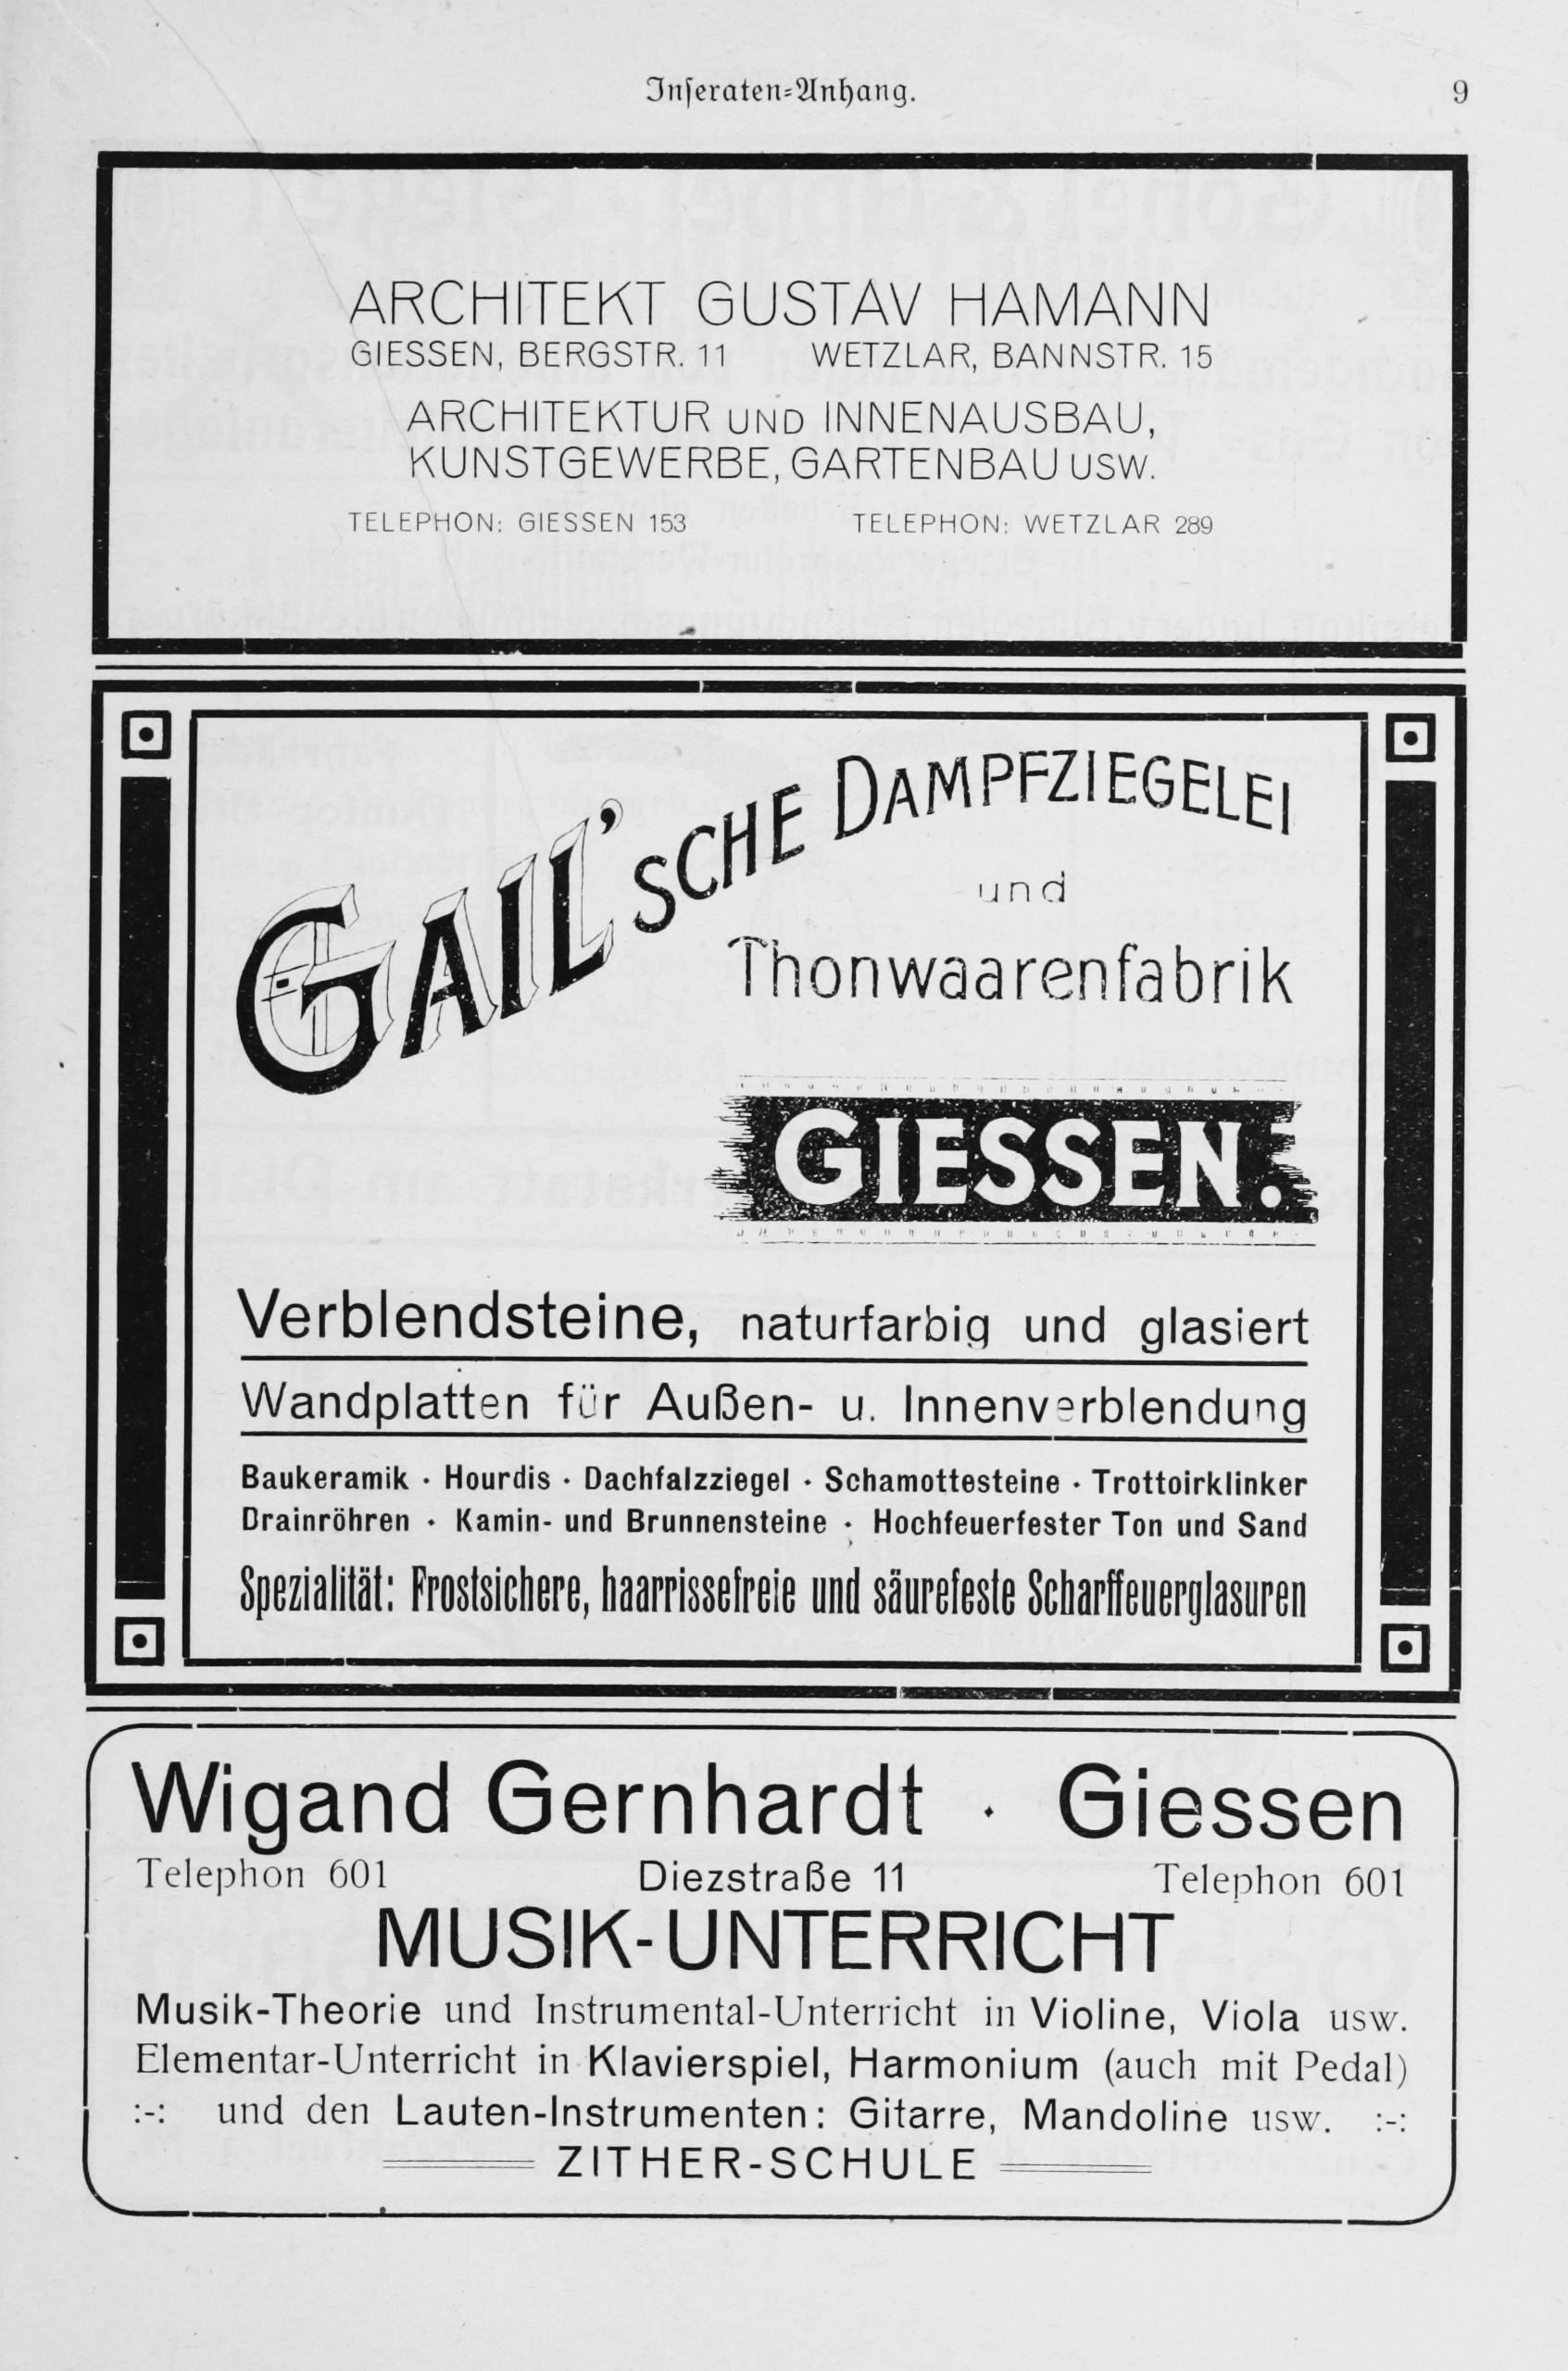 Inſeraten=Anhang.
9
ARCHITEKT GUSTAV HAMANN
GIESSEN, BERGSTR. 11 WETZLAR, BANNSTR. 15
ARCHITEKTUR UND INNENAUSBAU,
KUNSTGEWERBE, GARTENBAU USW.
TELEPHON: GIESSEN 153 TELEPHON: WETZLAR 289
GAIL'SCHE DAMPFZIEGELEI
und
Thonwaarenfabrik
GIESSEN.
Verblendsteine, naturfarbig und glasiert
Wandplatten für Außen- u. Innenverblendung
Baukeramik · Hourdis · Dachfalzziegel · Schamottesteine · Trottoirklinker
Drainröhren · Kamin- und Brunnensteine · Hochfeuerfester Ton und Sand
Spezialität: Frostsichere, haarrissefreie und säurefeste Scharffeuerglasuren
Wigand Gernhardt · Giessen
Telephon 601 Diezstraße 11 Telephon 601
MUSIK-UNTERRICHT
Musik-Theorie und Instrumental-Unterricht in Violine, Viola usw.
Elementar-Unterricht in Klavierspiel, Harmonium (auch mit Pedal)
:-: und den Lauten-Instrumenten: Gitarre, Mandoline usw. :-:
ZITHER-SCHULE